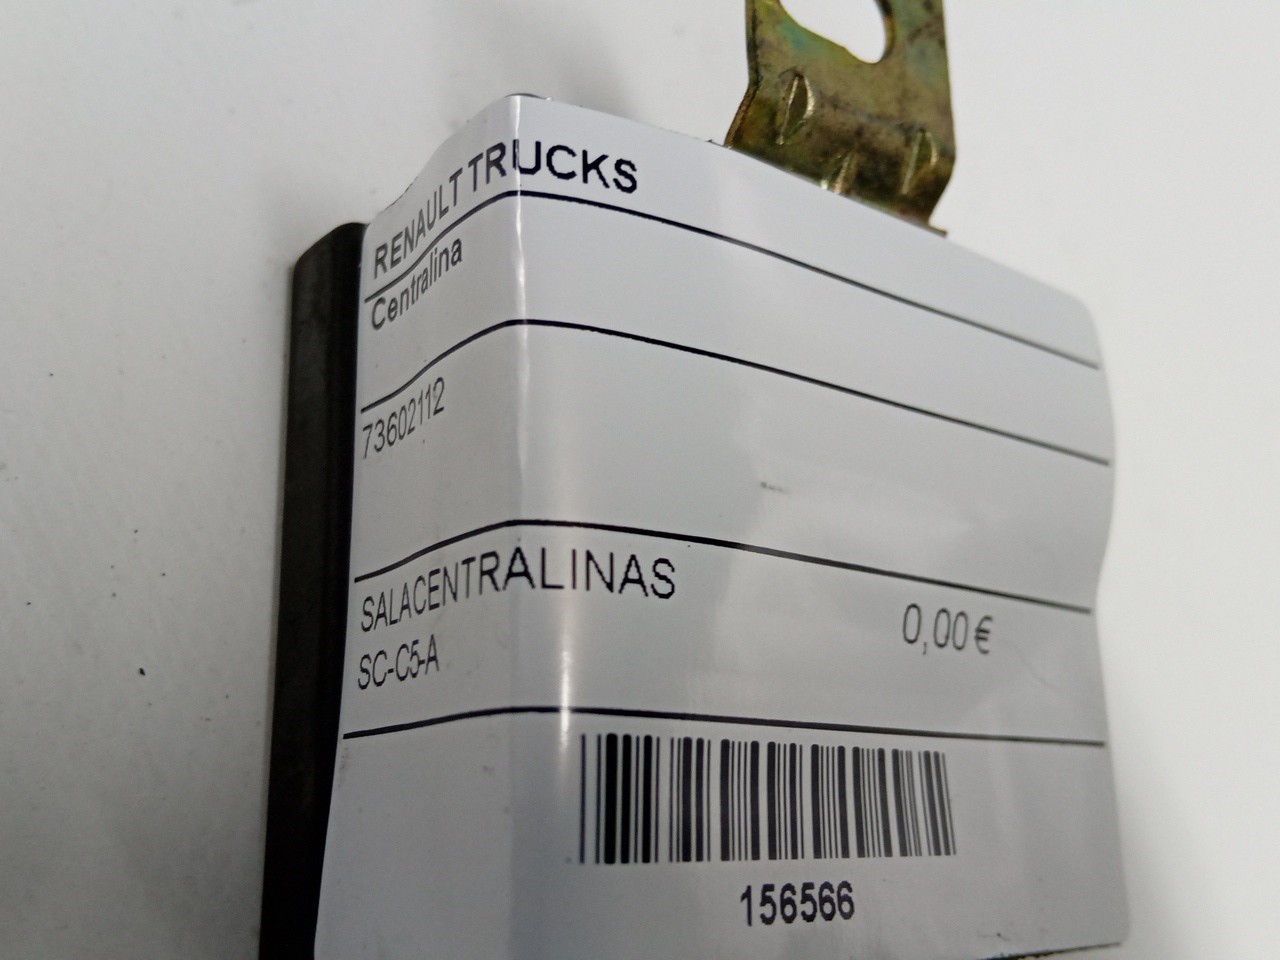 RENAULT TRUCKS
Centralina
73602112
SALACENTRALINAS
0,00€
SC-C5-A
156566